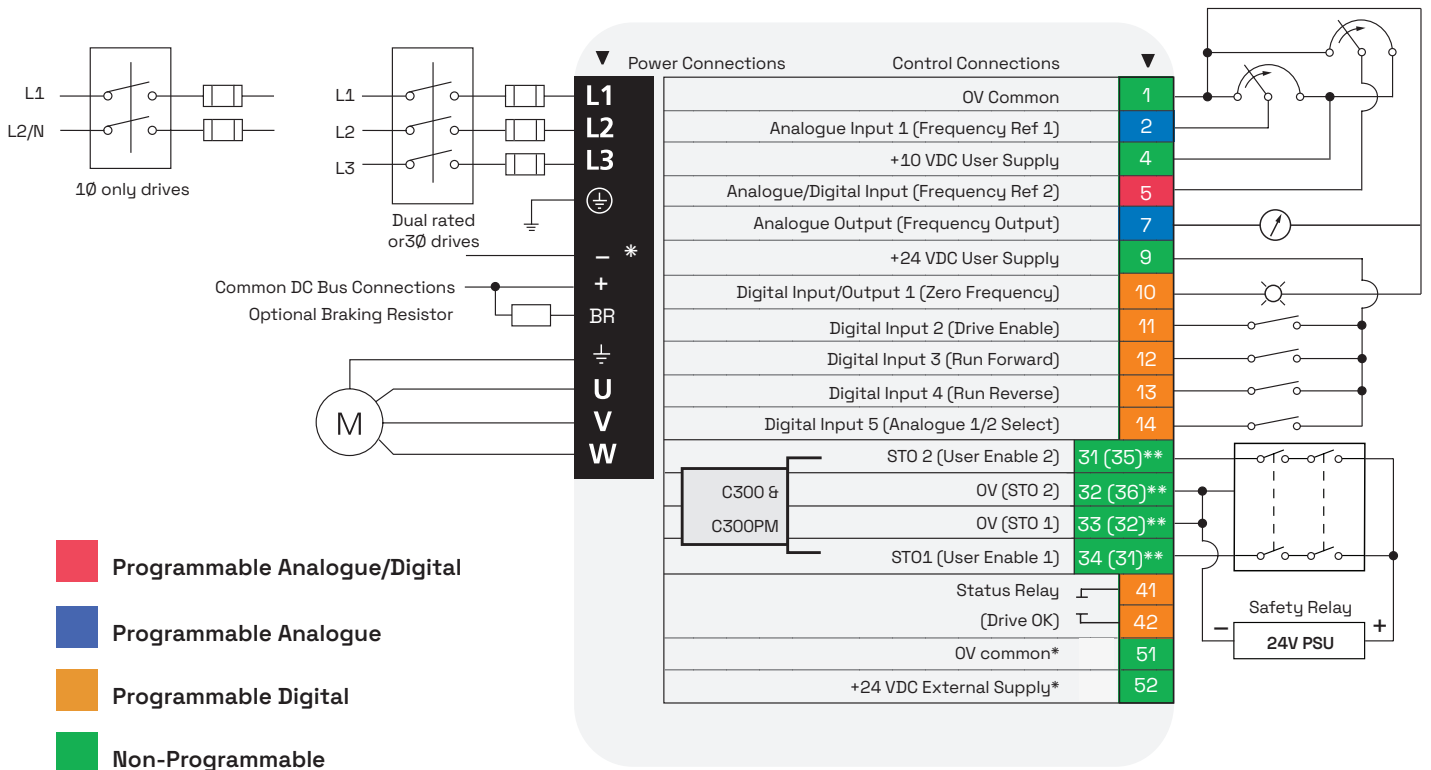 L1
L2/N
1Ø only drives
L1
L2
L3
Dual rated
or3Ø drives
Common DC Bus Connections
Optional Braking Resistor
M
Power Connections
Control Connections
L1
L2
L3
– *
+
BR
U
V
W
0V Common 1
Analogue Input 1 (Frequency Ref 1) 2
+10 VDC User Supply 4
Analogue/Digital Input (Frequency Ref 2) 5
Analogue Output (Frequency Output) 7
+24 VDC User Supply 9
Digital Input/Output 1 (Zero Frequency) 10
Digital Input 2 (Drive Enable) 11
Digital Input 3 (Run Forward) 12
Digital Input 4 (Run Reverse) 13
Digital Input 5 (Analogue 1/2 Select) 14
STO 2 (User Enable 2) 31 (35)**
0V (STO 2) 32 (36)**
0V (STO 1) 33 (32)**
STO1 (User Enable 1) 34 (31)**
C300 &
C300PM
Status Relay 41
(Drive OK) 42
0V common* 51
+24 VDC External Supply* 52
Safety Relay
– 24V PSU +
Programmable Analogue/Digital
Programmable Analogue
Programmable Digital
Non-Programmable